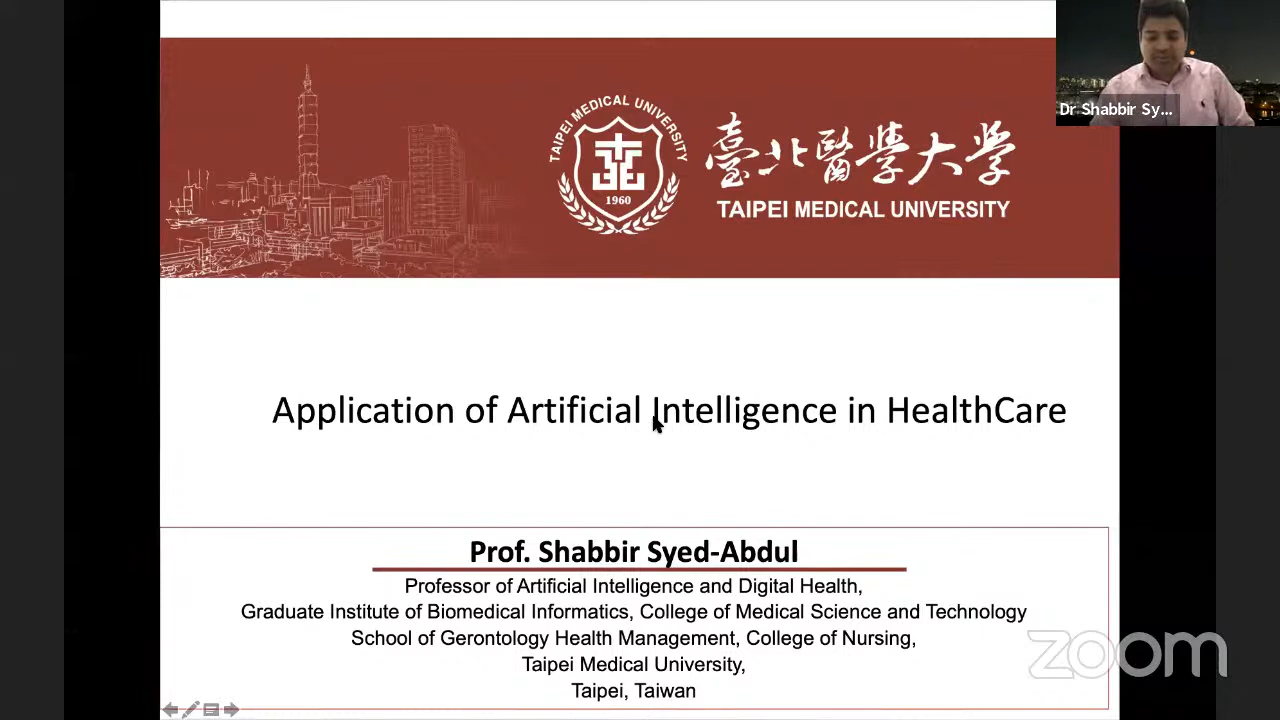 Dr Shabbir Sy...
TAIPEI MEDICAL UNIVERSITY
1960
臺北醫學大学
TAIPEI MEDICAL UNIVERSITY
Application of Artificial Intelligence in HealthCare
Prof. Shabbir Syed-Abdul
Professor of Artificial Intelligence and Digital Health,
Graduate Institute of Biomedical Informatics, College of Medical Science and Technology
School of Gerontology Health Management, College of Nursing,
Taipei Medical University,
Taipei, Taiwan
zoom